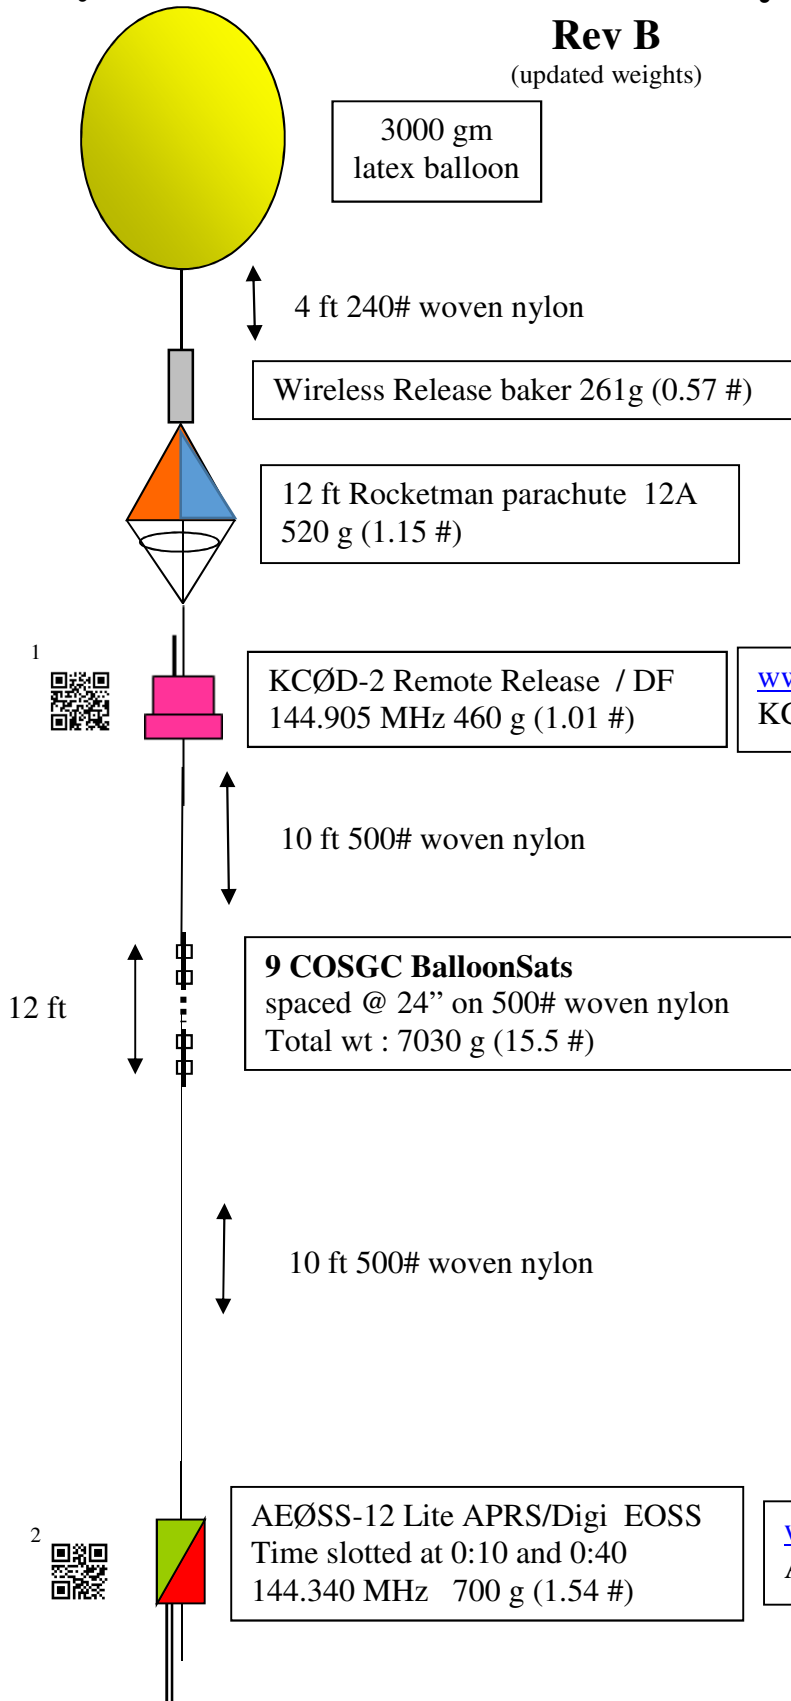 Rev B
(updated weights)
3000 gm
latex balloon
4 ft 240# woven nylon
Wireless Release baker 261g (0.57 #)
12 ft Rocketman parachute  12A
520 g (1.15 #)
1
KCØD-2 Remote Release  / DF
144.905 MHz 460 g (1.01 #)
10 ft 500# woven nylon
9 COSGC BalloonSats
spaced @ 24” on 500# woven nylon
Total wt : 7030 g (15.5 #)
12 ft
10 ft 500# woven nylon
2
AEØSS-12 Lite APRS/Digi  EOSS
Time slotted at 0:10 and 0:40
144.340 MHz   700 g (1.54 #)